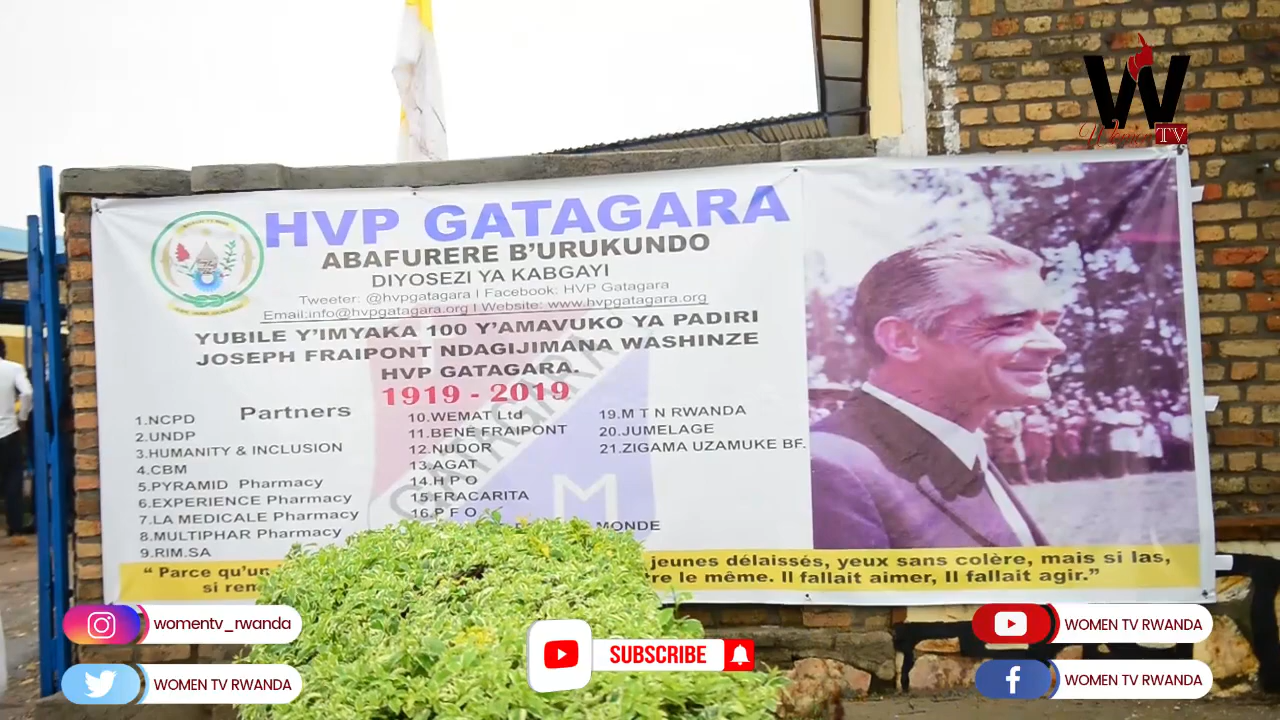 W
TV
HVP GATAGARA
ABAFURERE B'URUKUNDO
DIYOSEZI YA KABGAYI
Tweeter: @hvpgatagara I Facebook: HVP Gatagara
Email:info@hvpgatagara.org I Website: www.hvpgatagara.org
YUBILE Y'IMYAKA 100 Y'AMAVUKO YA PADIRI
JOSEPH FRAIPONT NDAGIJIMANA WASHINZE
HVP GATAGARA.
1919 - 2019
Partners
1.NCPD
2.UNDP
3.HUMANITY & INCLUSION
4.CBM
5.PYRAMID Pharmacy
6.EXPERIENCE Pharmacy
7.LA MEDICALE Pharmacy
8.MULTIPHAR Pharmacy
9.RIM.SA
10.WEMAT Ltd
11.BENE FRAIPONT
12.NUDOR
13.AGAT
14.H P O
15.FRACARITA
16.P F O
MONDE
19.M T N RWANDA
20.JUMELAGE
21.ZIGAMA UZAMUKE BF.
M
" Parce qu'un jeunes délaissés, yeux sans colère, mais si las,
si le même. Il fallait aimer, Il fallait agir."
womentv_rwanda
WOMEN TV RWANDA
SUBSCRIBE
WOMEN TV RWANDA
WOMEN TV RWANDA